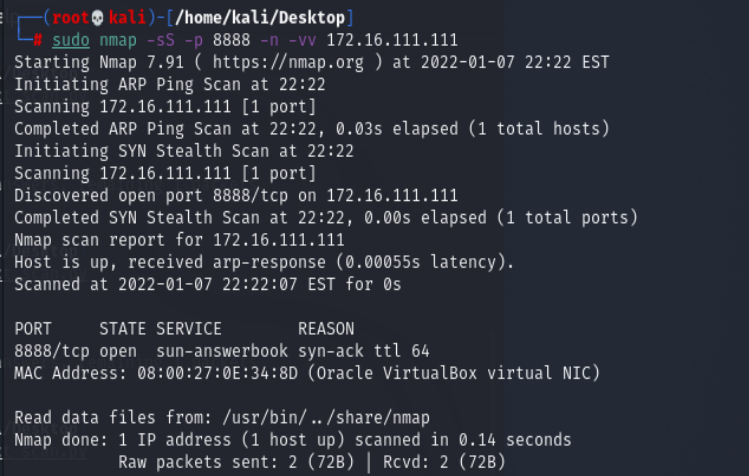 (root💀kali)-[/home/kali/Desktop]
# sudo nmap -sS -p 8888 -n -vv 172.16.111.111
Starting Nmap 7.91 ( https://nmap.org ) at 2022-01-07 22:22 EST
Initiating ARP Ping Scan at 22:22
Scanning 172.16.111.111 [1 port]
Completed ARP Ping Scan at 22:22, 0.03s elapsed (1 total hosts)
Initiating SYN Stealth Scan at 22:22
Scanning 172.16.111.111 [1 port]
Discovered open port 8888/tcp on 172.16.111.111
Completed SYN Stealth Scan at 22:22, 0.00s elapsed (1 total ports)
Nmap scan report for 172.16.111.111
Host is up, received arp-response (0.00055s latency).
Scanned at 2022-01-07 22:22:07 EST for 0s
PORT     STATE SERVICE        REASON
8888/tcp open  sun-answerbook syn-ack ttl 64
MAC Address: 08:00:27:0E:34:8D (Oracle VirtualBox virtual NIC)
Read data files from: /usr/bin/../share/nmap
Nmap done: 1 IP address (1 host up) scanned in 0.14 seconds
Raw packets sent: 2 (72B) | Rcvd: 2 (72B)